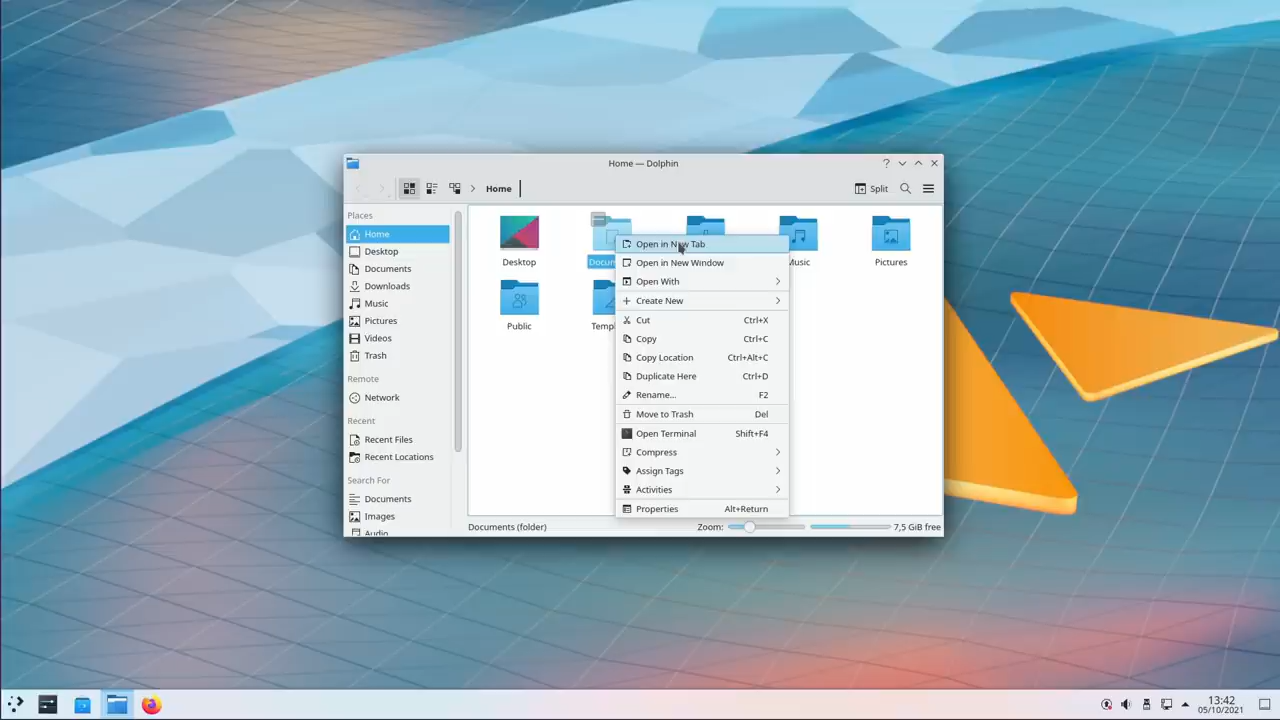 Home — Dolphin
Home
Split
Places
Home
Desktop
Documents
Downloads
Music
Pictures
Videos
Trash
Remote
Network
Recent
Recent Files
Recent Locations
Search For
Documents
Images
Audio
Desktop
Docum
Music
Pictures
Public
Templ
Open in New Tab
Open in New Window
Open With
Create New
Cut Ctrl+X
Copy Ctrl+C
Copy Location Ctrl+Alt+C
Duplicate Here Ctrl+D
Rename... F2
Move to Trash Del
Open Terminal Shift+F4
Compress
Assign Tags
Activities
Properties Alt+Return
Documents (folder)
Zoom:
7,5 GiB free
13:42
05/10/2021